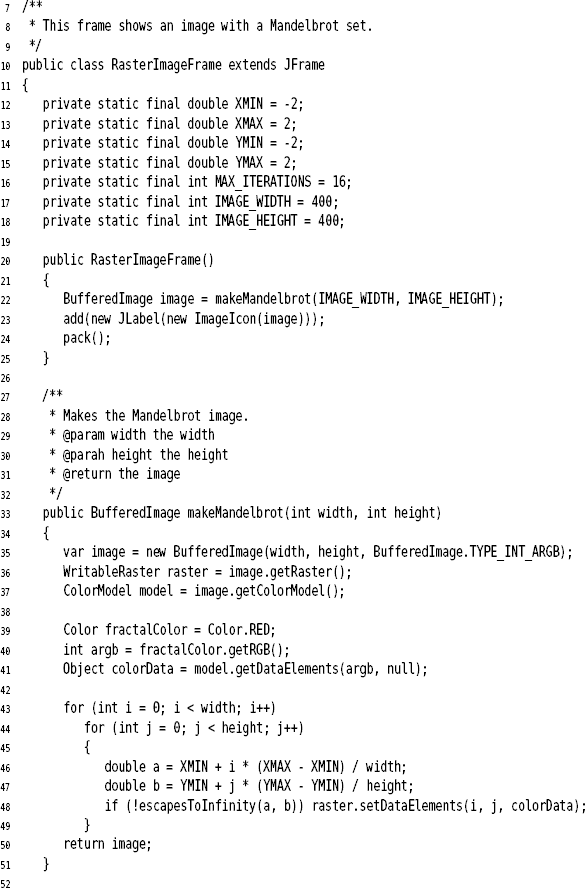 7 /**
8  * This frame shows an image with a Mandelbrot set.
9  */
10 public class RasterImageFrame extends JFrame
11 {
12    private static final double XMIN = -2;
13    private static final double XMAX = 2;
14    private static final double YMIN = -2;
15    private static final double YMAX = 2;
16    private static final int MAX_ITERATIONS = 16;
17    private static final int IMAGE_WIDTH = 400;
18    private static final int IMAGE_HEIGHT = 400;
19
20    public RasterImageFrame()
21    {
22       BufferedImage image = makeMandelbrot(IMAGE_WIDTH, IMAGE_HEIGHT);
23       add(new JLabel(new ImageIcon(image)));
24       pack();
25    }
26
27    /**
28     * Makes the Mandelbrot image.
29     * @param width the width
30     * @parah height the height
31     * @return the image
32     */
33    public BufferedImage makeMandelbrot(int width, int height)
34    {
35       var image = new BufferedImage(width, height, BufferedImage.TYPE_INT_ARGB);
36       WritableRaster raster = image.getRaster();
37       ColorModel model = image.getColorModel();
38
39       Color fractalColor = Color.RED;
40       int argb = fractalColor.getRGB();
41       Object colorData = model.getDataElements(argb, null);
42
43       for (int i = 0; i < width; i++)
44          for (int j = 0; j < height; j++)
45          {
46             double a = XMIN + i * (XMAX - XMIN) / width;
47             double b = YMIN + j * (YMAX - YMIN) / height;
48             if (!escapesToInfinity(a, b)) raster.setDataElements(i, j, colorData);
49          }
50       return image;
51    }
52